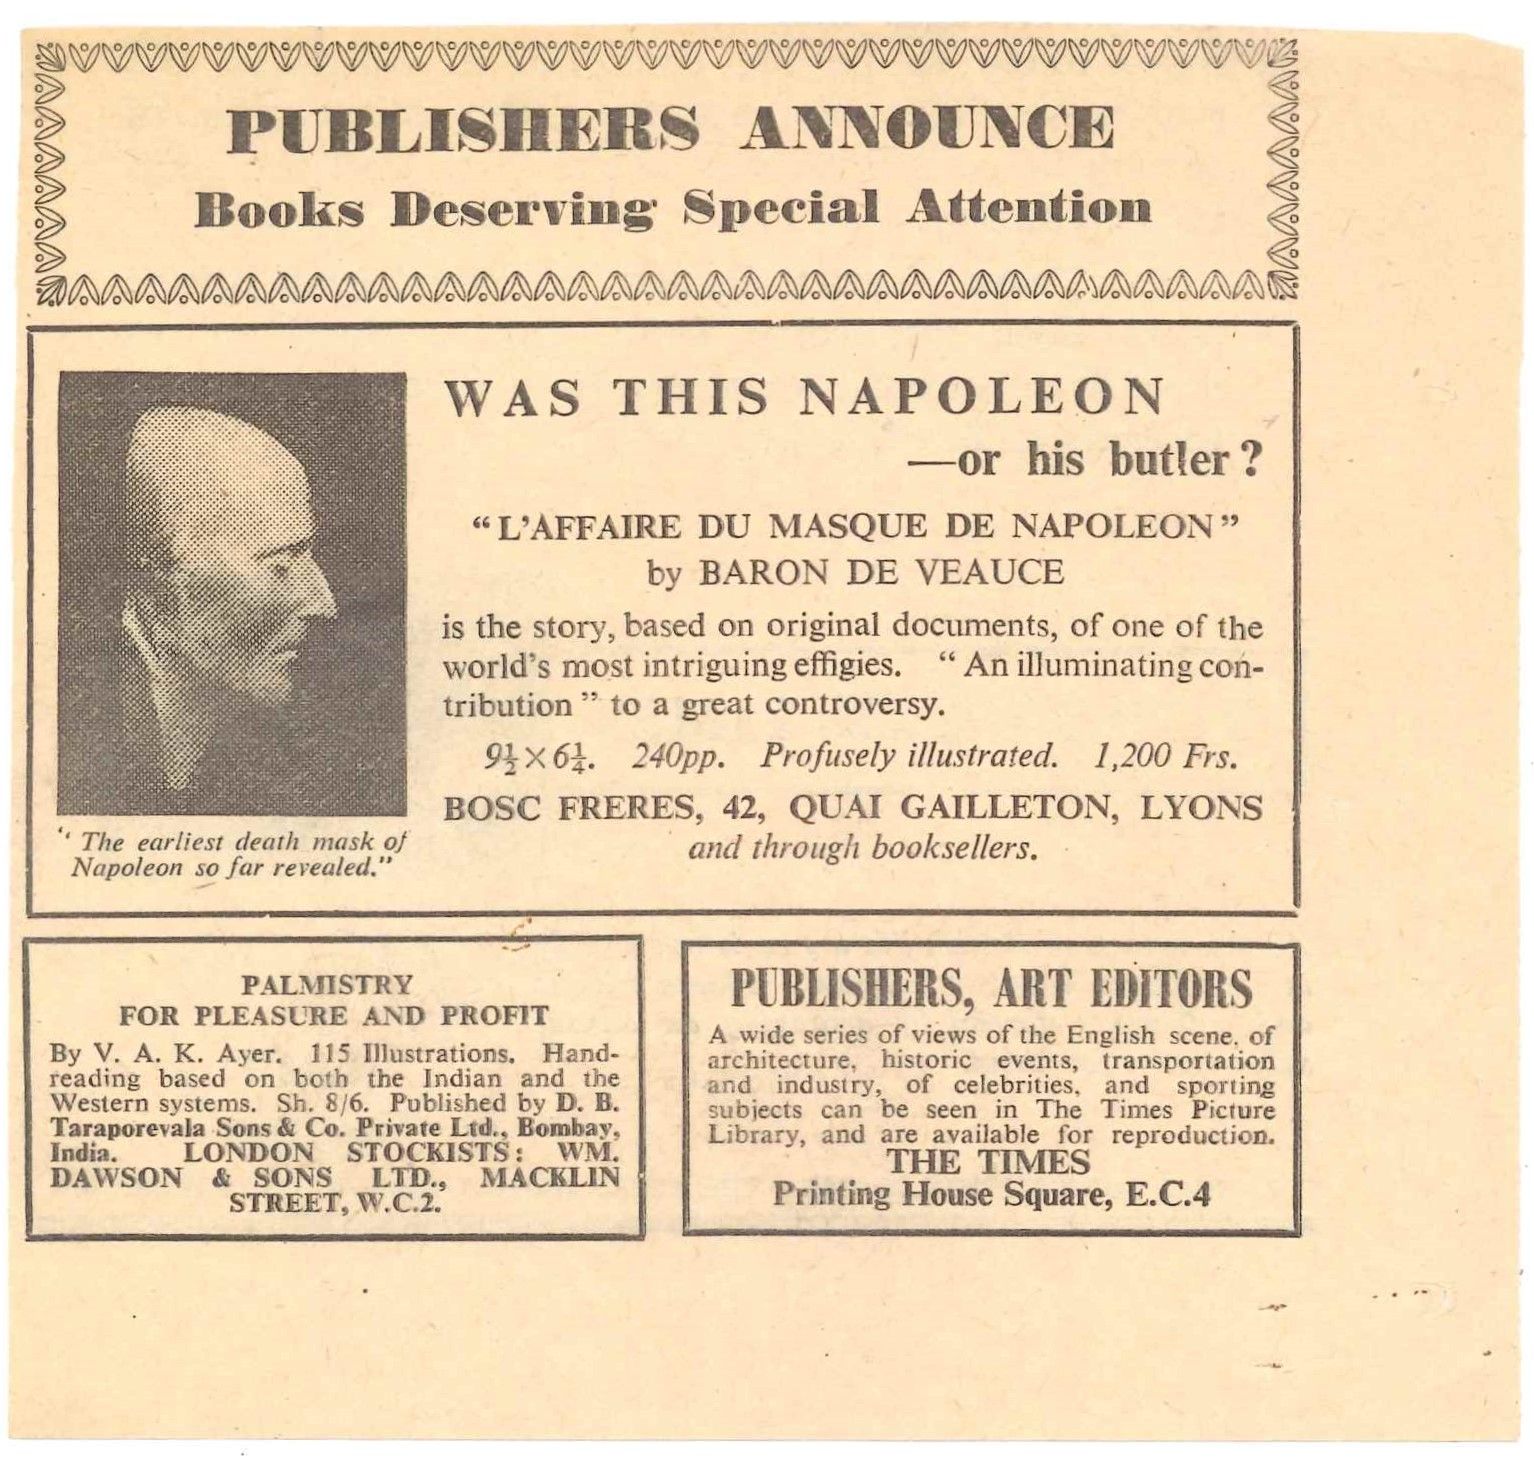 PUBLISHERS ANNOUNCE
Books Deserving Special Attention
WAS THIS NAPOLEON
—or his butler?
"L'AFFAIRE DU MASQUE DE NAPOLEON"
by BARON DE VEAUCE
is the story, based on original documents, of one of the
world's most intriguing effigies. "An illuminating con-
tribution" to a great controversy.
9½×6¼. 240pp. Profusely illustrated. 1,200 Frs.
BOSC FRERES, 42, QUAI GAILLETON, LYONS
and through booksellers.
"The earliest death mask of
Napoleon so far revealed."
PALMISTRY
FOR PLEASURE AND PROFIT
By V. A. K. Ayer. 115 Illustrations. Hand-
reading based on both the Indian and the
Western systems. Sh. 8/6. Published by D. B.
Taraporevala Sons & Co. Private Ltd., Bombay,
India. LONDON STOCKISTS: WM.
DAWSON & SONS LTD., MACKLIN
STREET, W.C.2.
PUBLISHERS, ART EDITORS
A wide series of views of the English scene, of
architecture, historic events, transportation
and industry, of celebrities, and sporting
subjects can be seen in The Times Picture
Library, and are available for reproduction.
THE TIMES
Printing House Square, E.C.4